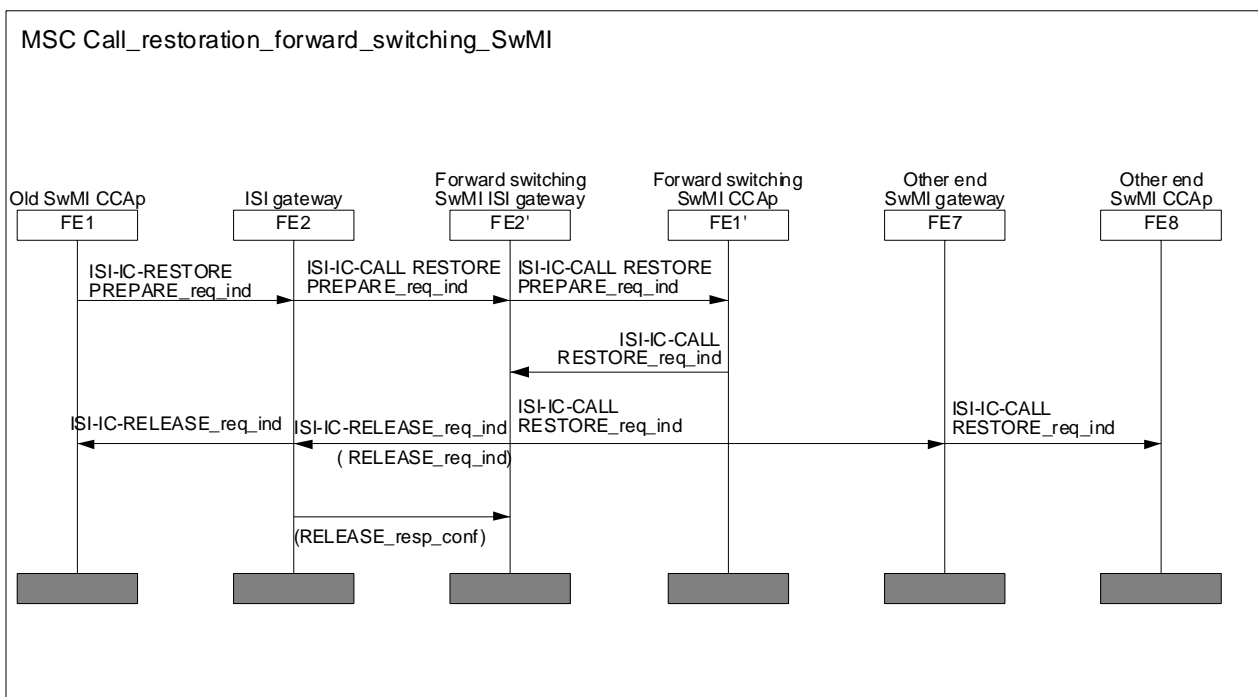 MSC Call_restoration_forward_switching_SwMI
Old SwMI CCAp
FE1
ISI gateway
FE2
Forward switching
SwMI ISI gateway
FE2'
Forward switching
SwMI CCAp
FE1'
Other end
SwMI gateway
FE7
Other end
SwMI CCAp
FE8
ISI-IC-RESTORE
PREPARE_req_ind
ISI-IC-CALL RESTORE
PREPARE_req_ind
ISI-IC-CALL RESTORE
PREPARE_req_ind
ISI-IC-CALL
RESTORE_req_ind
ISI-IC-RELEASE_req_ind
ISI-IC-RELEASE_req_ind
( RELEASE_req_ind)
ISI-IC-CALL
RESTORE_req_ind
ISI-IC-CALL
RESTORE_req_ind
(RELEASE_resp_conf)